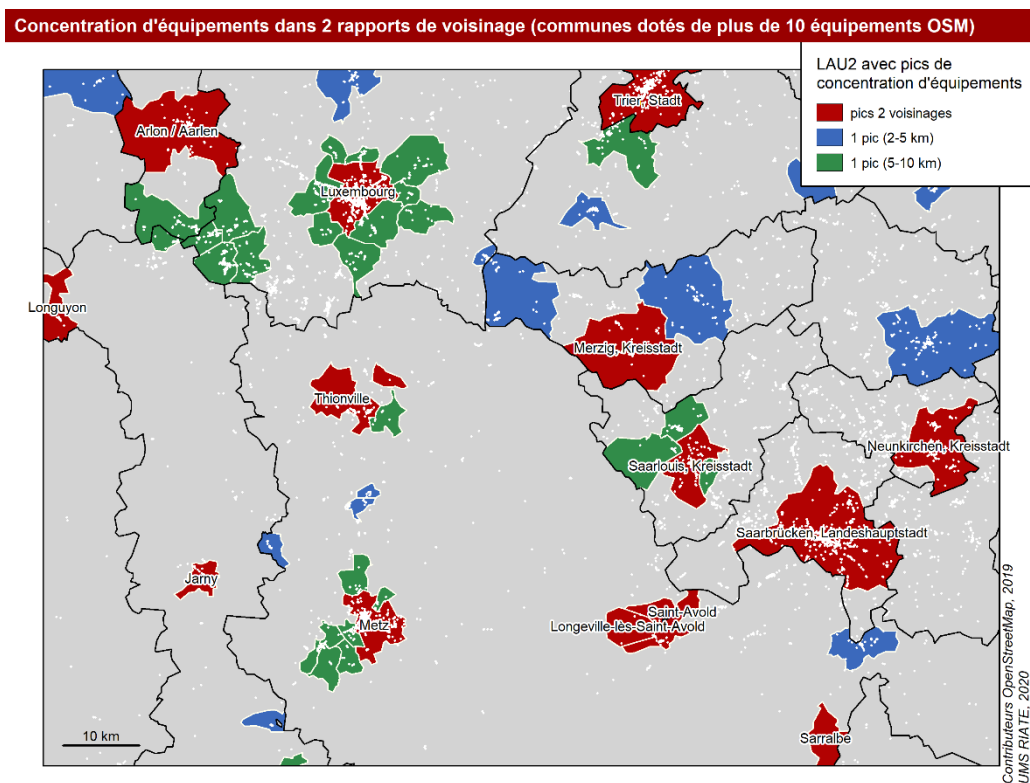 Concentration d'équipements dans 2 rapports de voisinage (communes dotés de plus de 10 équipements OSM)
LAU2 avec pics de
concentration d'équipements
pics 2 voisinages
1 pic (2-5 km)
1 pic (5-10 km)
Trier, Stadt
Arlon / Aarlen
Luxembourg
Longuyon
Merzig, Kreisstadt
Thionville
Neunkirchen, Kreisstadt
Saarlouis, Kreisstadt
Saarbrücken, Landeshauptstadt
Jarny
Saint-Avold
Longeville-lès-Saint-Avold
Metz
Sarralbe
10 km
Contributeurs OpenStreetMap, 2019
UMS RIATE, 2020